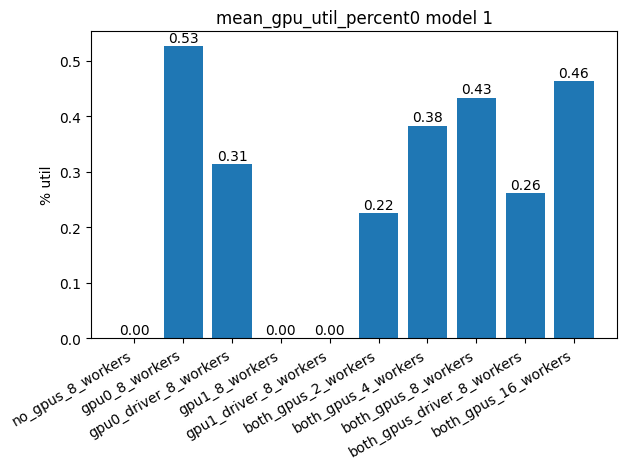 mean_gpu_util_percent0 model 1
% util
0.5
0.4
0.3
0.2
0.1
0.0
0.00
0.53
0.31
0.00
0.00
0.22
0.38
0.43
0.26
0.46
no_gpus_8_workers
gpu0_8_workers
gpu0_driver_8_workers
gpu1_8_workers
gpu1_driver_8_workers
both_gpus_2_workers
both_gpus_4_workers
both_gpus_8_workers
both_gpus_driver_8_workers
both_gpus_16_workers